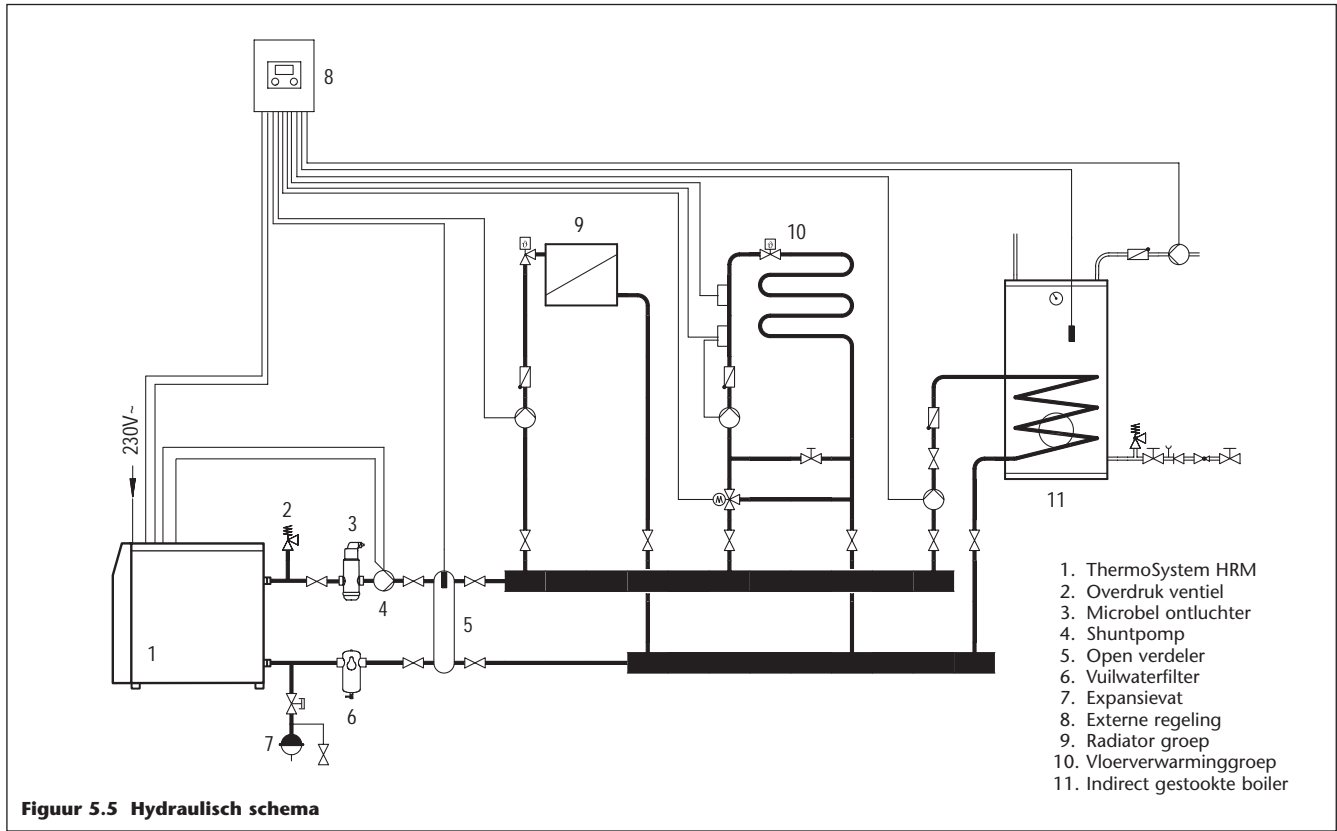 8
9
10
230V~
2
3
4
5
1
6
7
11
1. ThermoSystem HRM
2. Overdruk ventiel
3. Microbel ontluchter
4. Shuntpomp
5. Open verdeler
6. Vuilwaterfilter
7. Expansievat
8. Externe regeling
9. Radiator groep
10. Vloerverwarminggroep
11. Indirect gestookte boiler
Figuur 5.5 Hydraulisch schema